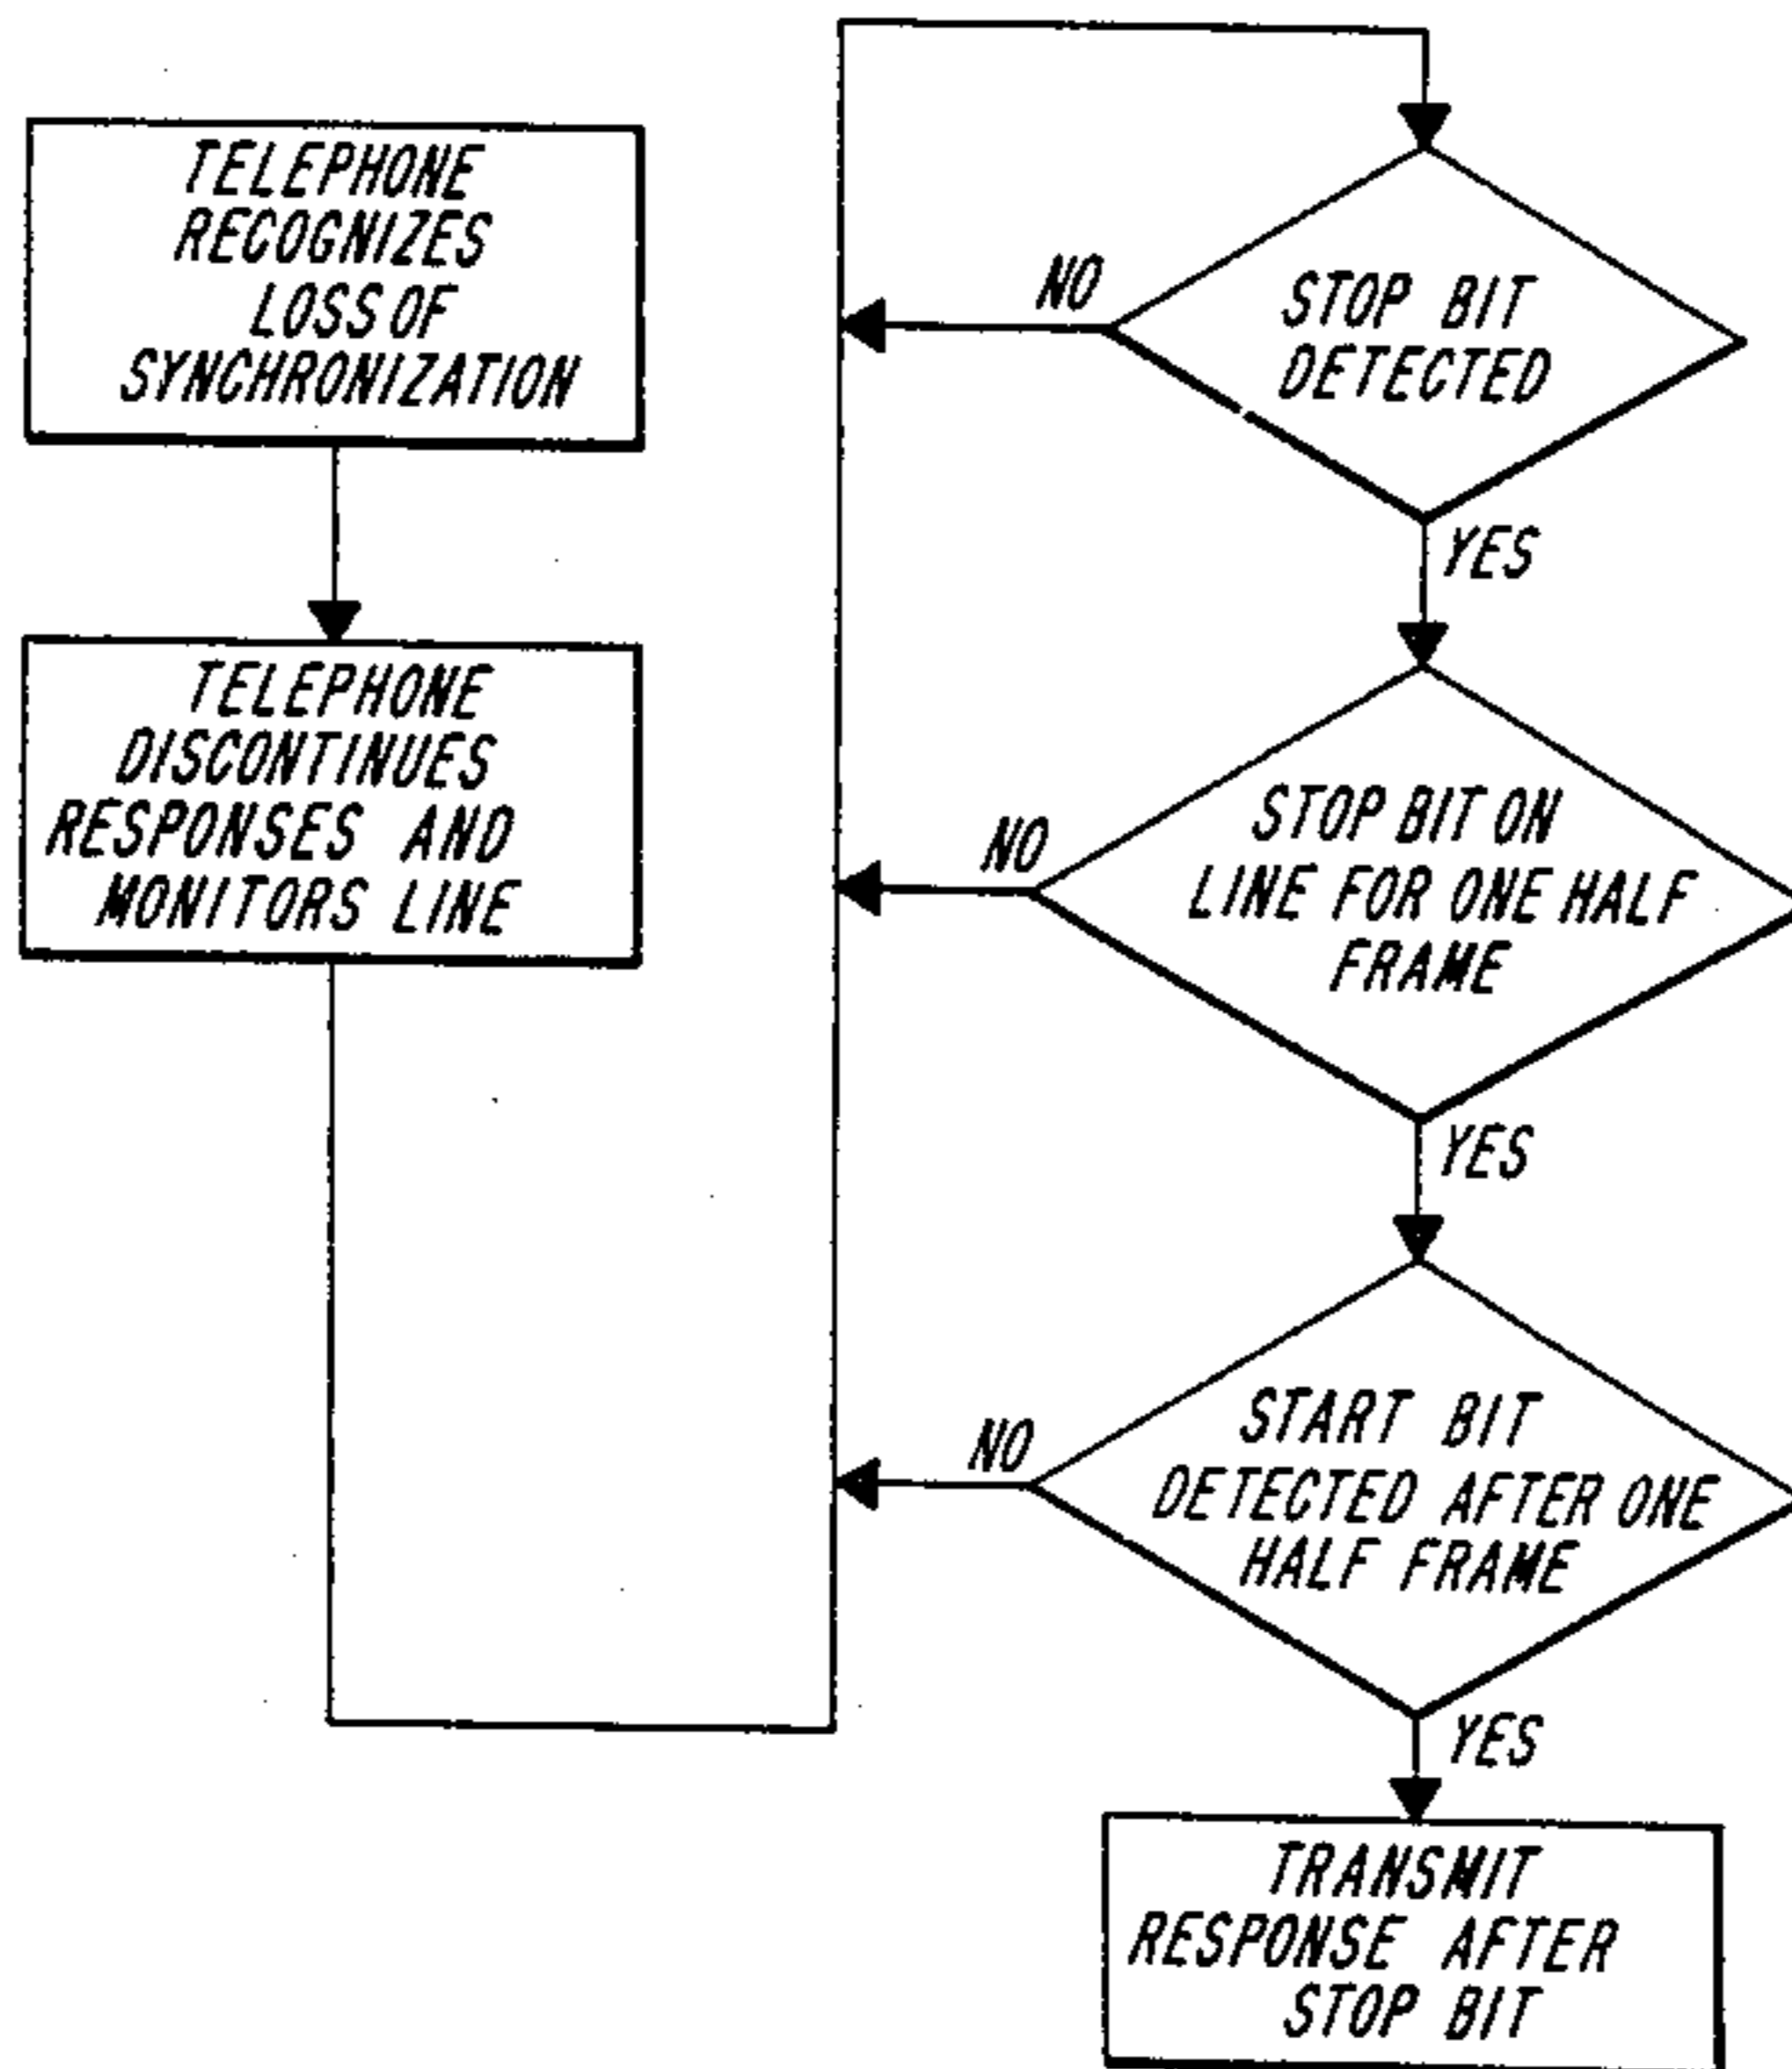 TELEPHONE
RECOGNIZES
LOSS OF
SYNCHRONIZATION
TELEPHONE
DISCONTINUES
RESPONSES AND
MONITORS LINE
STOP BIT
DETECTED
NO
YES
STOP BIT ON
LINE FOR ONE HALF
FRAME
NO
YES
START BIT
DETECTED AFTER ONE
HALF FRAME
NO
YES
TRANSMIT
RESPONSE AFTER
STOP BIT